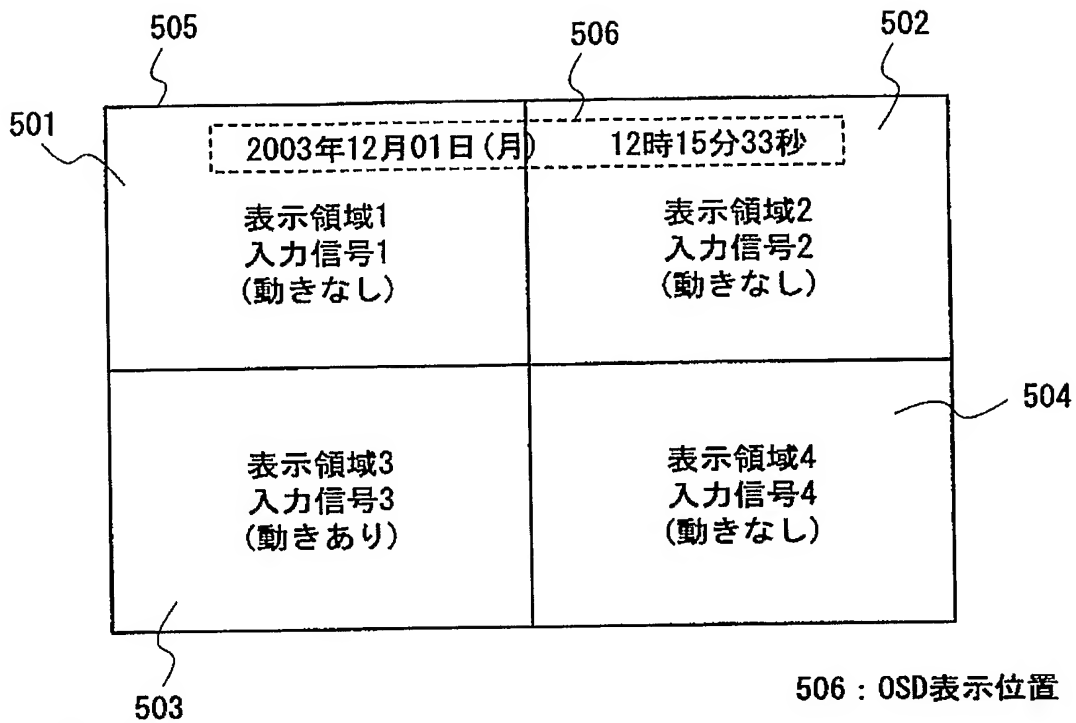 505
506
502
501
2003年12月01日(月) 12時15分33秒
表示領域1
入力信号1
(動きなし)
表示領域2
入力信号2
(動きなし)
表示領域3
入力信号3
(動きあり)
表示領域4
入力信号4
(動きなし)
504
503
506：OSD表示位置